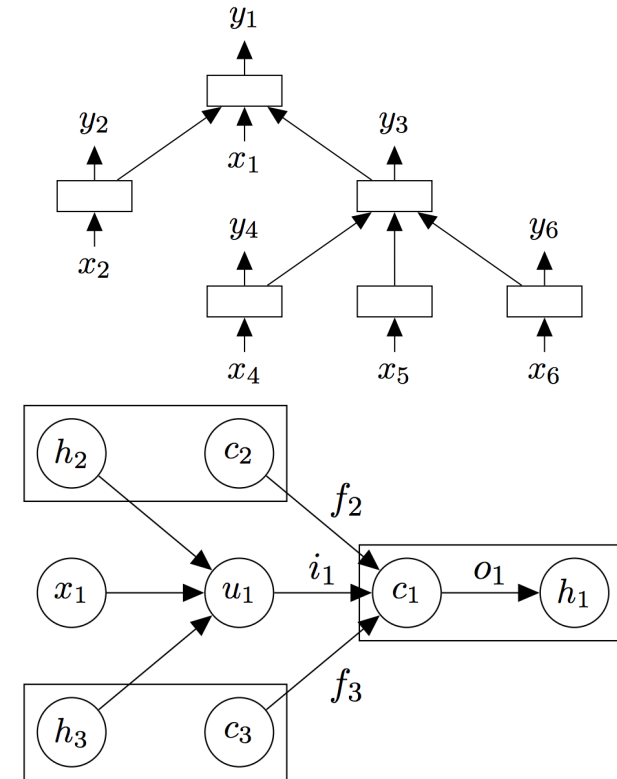 y₁
y₂ y₃
x₁
y₄ y₆
x₂
x₄ x₅ x₆
h₂ c₂
f₂
x₁ u₁ i₁ c₁ o₁ h₁
f₃
h₃ c₃